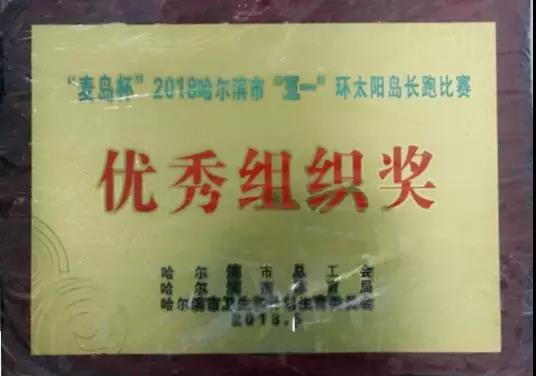 “麦岛杯”2018哈尔滨市“五一”环太阳岛长跑比赛
优秀组织奖
哈尔滨市总工会
哈尔滨市体育局
哈尔滨市卫生和计划生育委员会
2018.5